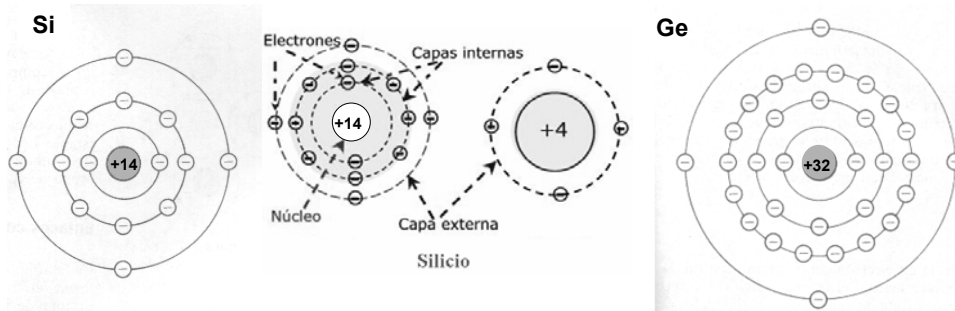 Si
+14
Electrones
Capas internas
+14
Núcleo
+4
Capa externa
Silicio
Ge
+32